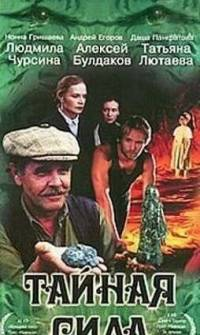 Нонна Гришаева Андрей Егоров Даша Панкратова
Людмила Алексей Татьяна
Чурсина Булдаков Лютаева
ТАЙНАЯ
СИЛА